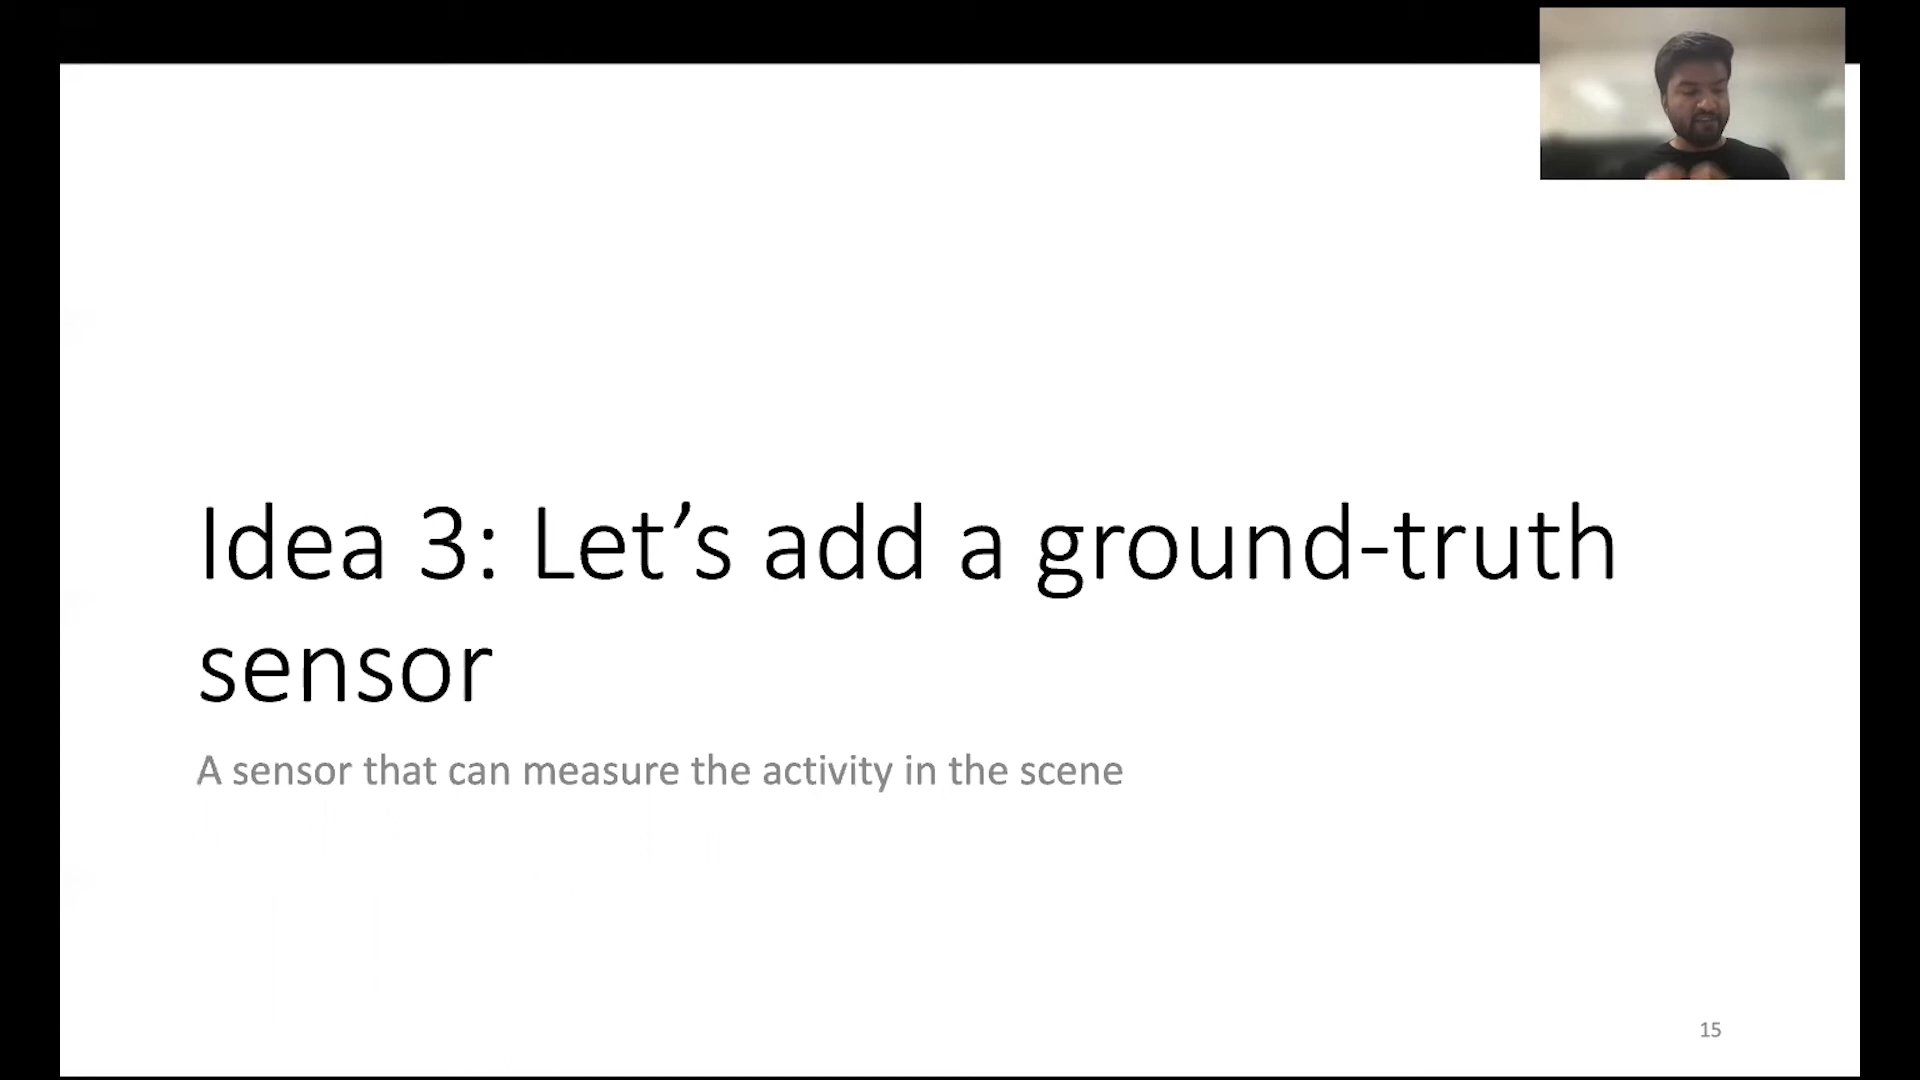 Idea 3: Let’s add a ground-truth
sensor
A sensor that can measure the activity in the scene
15